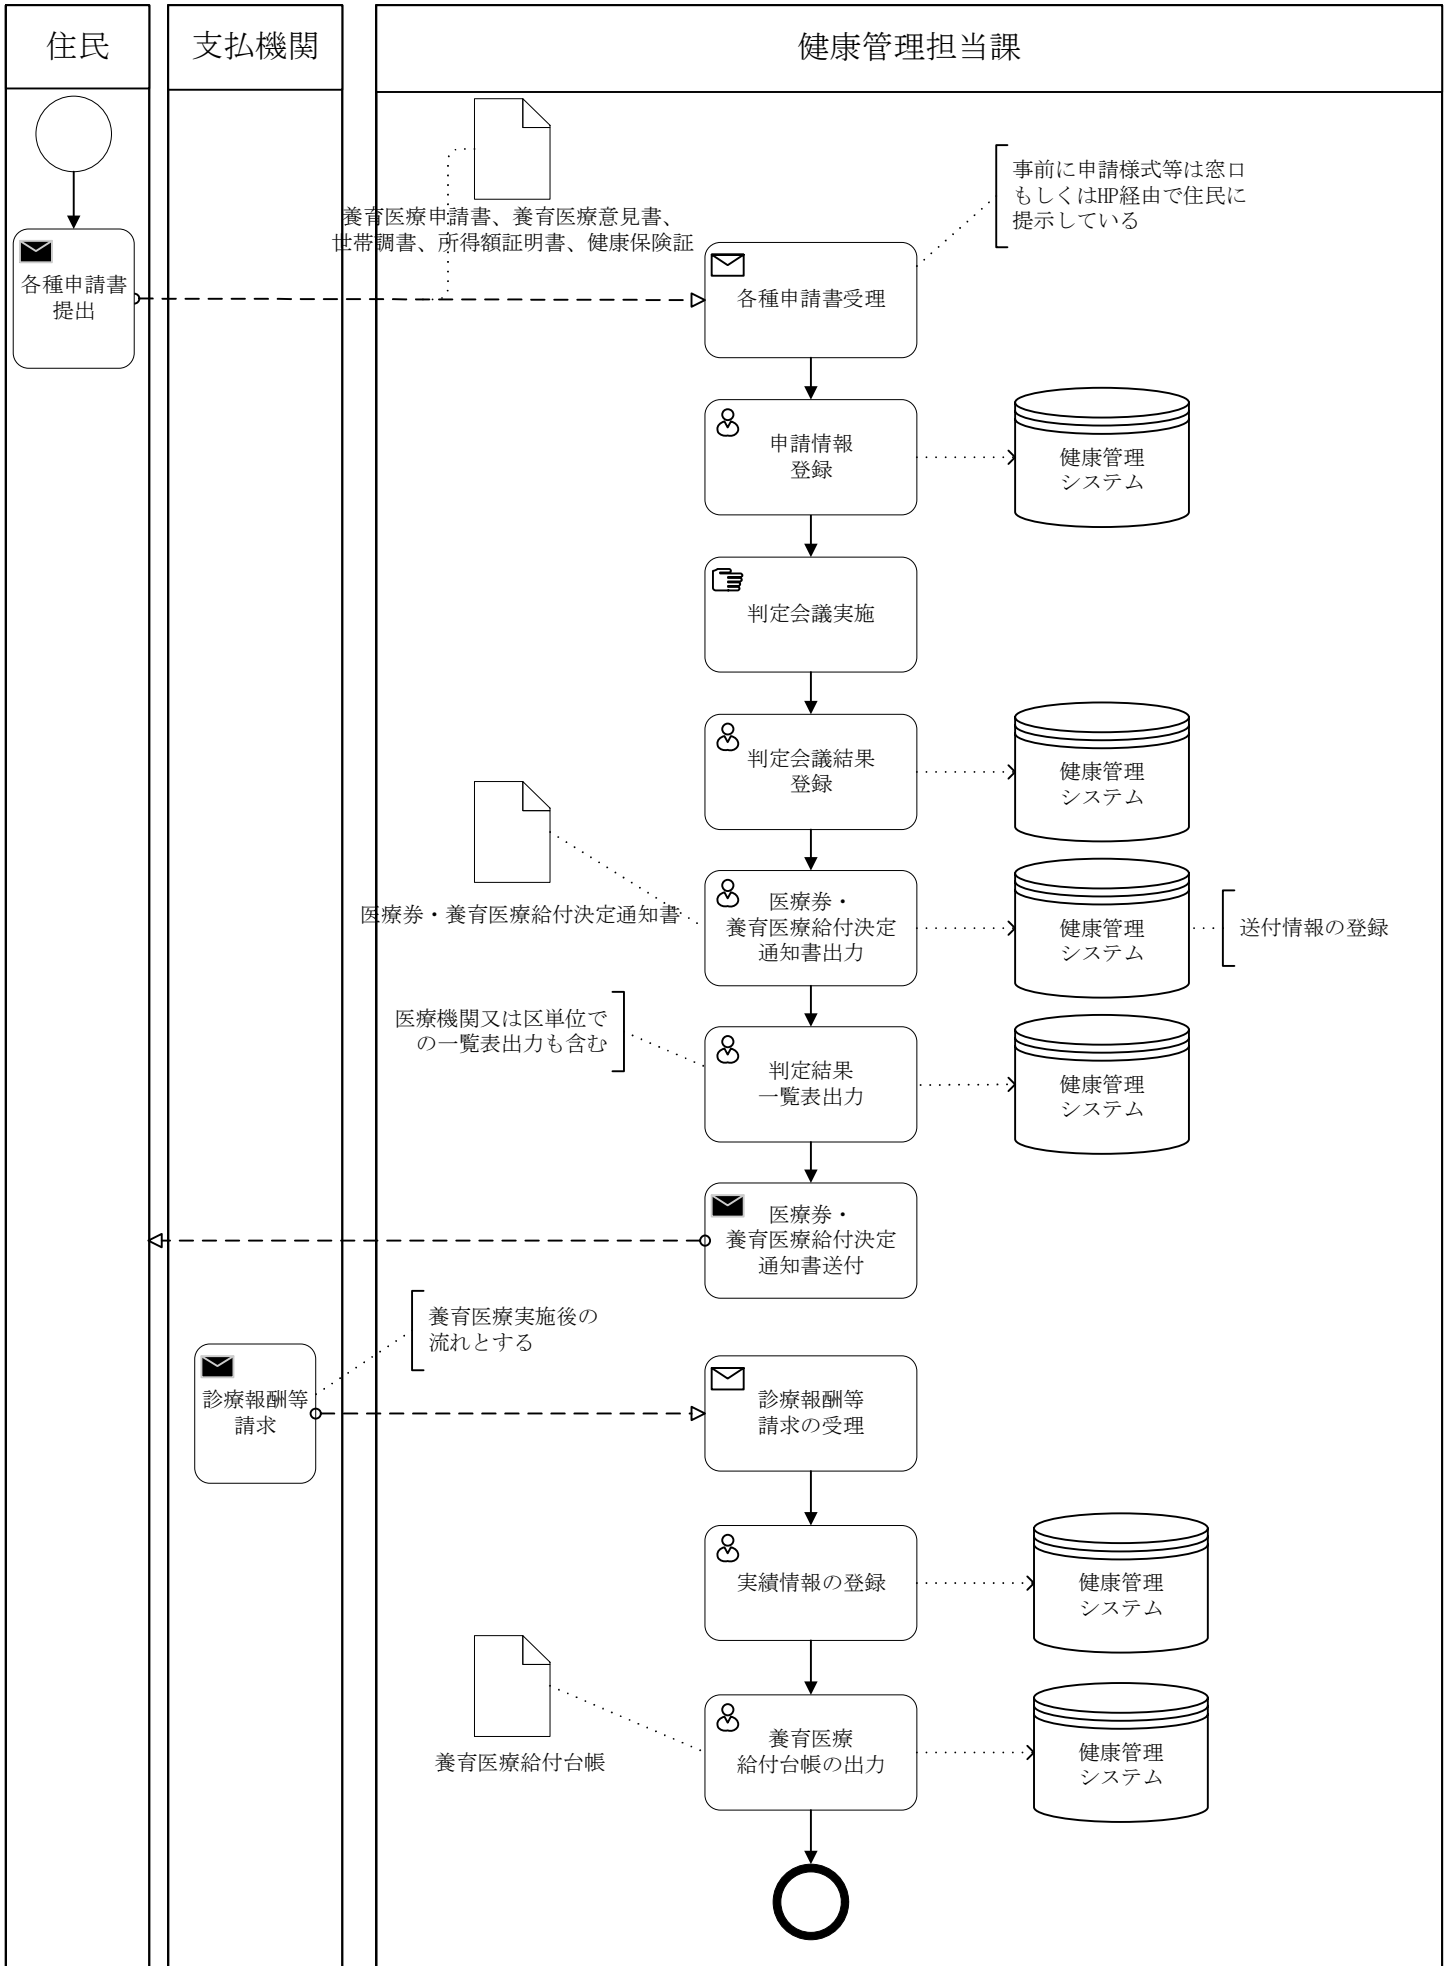 住民
支払機関
健康管理担当課
事前に申請様式等は窓口
もしくはHP経由で住民に
提示している
養育医療申請書、養育医療意見書、
世帯調書、所得額証明書、健康保険証
各種申請書
提出
各種申請書受理
申請情報
登録
健康管理
システム
判定会議実施
判定会議結果
登録
健康管理
システム
医療券・養育医療給付決定通知書
医療券・
養育医療給付決定
通知書出力
健康管理
システム
送付情報の登録
医療機関又は区単位で
の一覧表出力も含む
判定結果
一覧表出力
健康管理
システム
医療券・
養育医療給付決定
通知書送付
養育医療実施後の
流れとする
診療報酬等
請求
診療報酬等
請求の受理
実績情報の登録
健康管理
システム
養育医療給付台帳
養育医療
給付台帳の出力
健康管理
システム